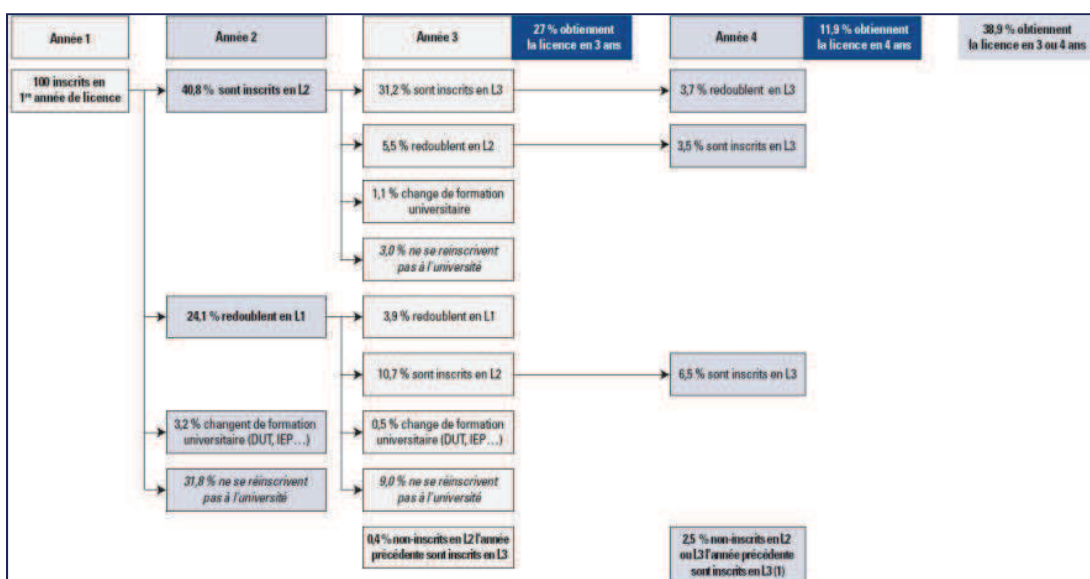 Année 1
Année 2
Année 3
27 % obtiennent
la licence en 3 ans
Année 4
11,9 % obtiennent
la licence en 4 ans
38,9 % obtiennent
la licence en 3 ou 4 ans
100 inscrits en
1re année de licence
40,8 % sont inscrits en L2
31,2 % sont inscrits en L3
3,7 % redoublent en L3
5,5 % redoublent en L2
3,5 % sont inscrits en L3
1,1 % change de formation
universitaire
3,0 % ne se réinscrivent
pas à l'université
24,1 % redoublent en L1
3,9 % redoublent en L1
10,7 % sont inscrits en L2
6,5 % sont inscrits en L3
3,2 % changent de formation
universitaire (DUT, IEP…)
0,5 % change de formation
universitaire (DUT, IEP…)
31,8 % ne se réinscrivent
pas à l'université
9,0 % ne se réinscrivent
pas à l'université
0,4 % non-inscrits en L2 l'année
précédente sont inscrits en L3
2,5 % non-inscrits en L2
ou L3 l'année précédente
sont inscrits en L3 (1)